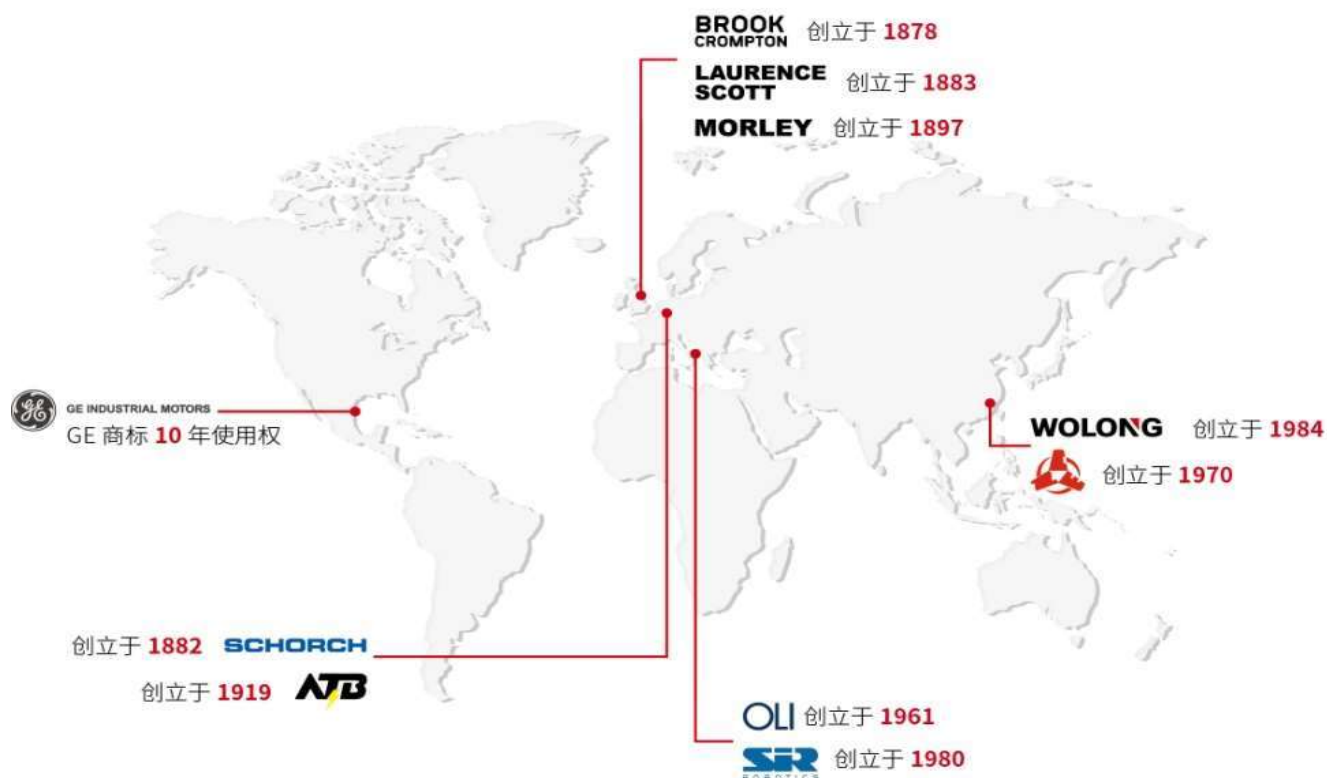 BROOK
CROMPTON 创立于 1878
LAURENCE
SCOTT 创立于 1883
MORLEY 创立于 1897
GE INDUSTRIAL MOTORS
GE 商标 10 年使用权
WOLONG 创立于 1984
创立于 1970
创立于 1882 SCHORCH
创立于 1919 ATB
OLI 创立于 1961
SIR 创立于 1980
ROBOTICS